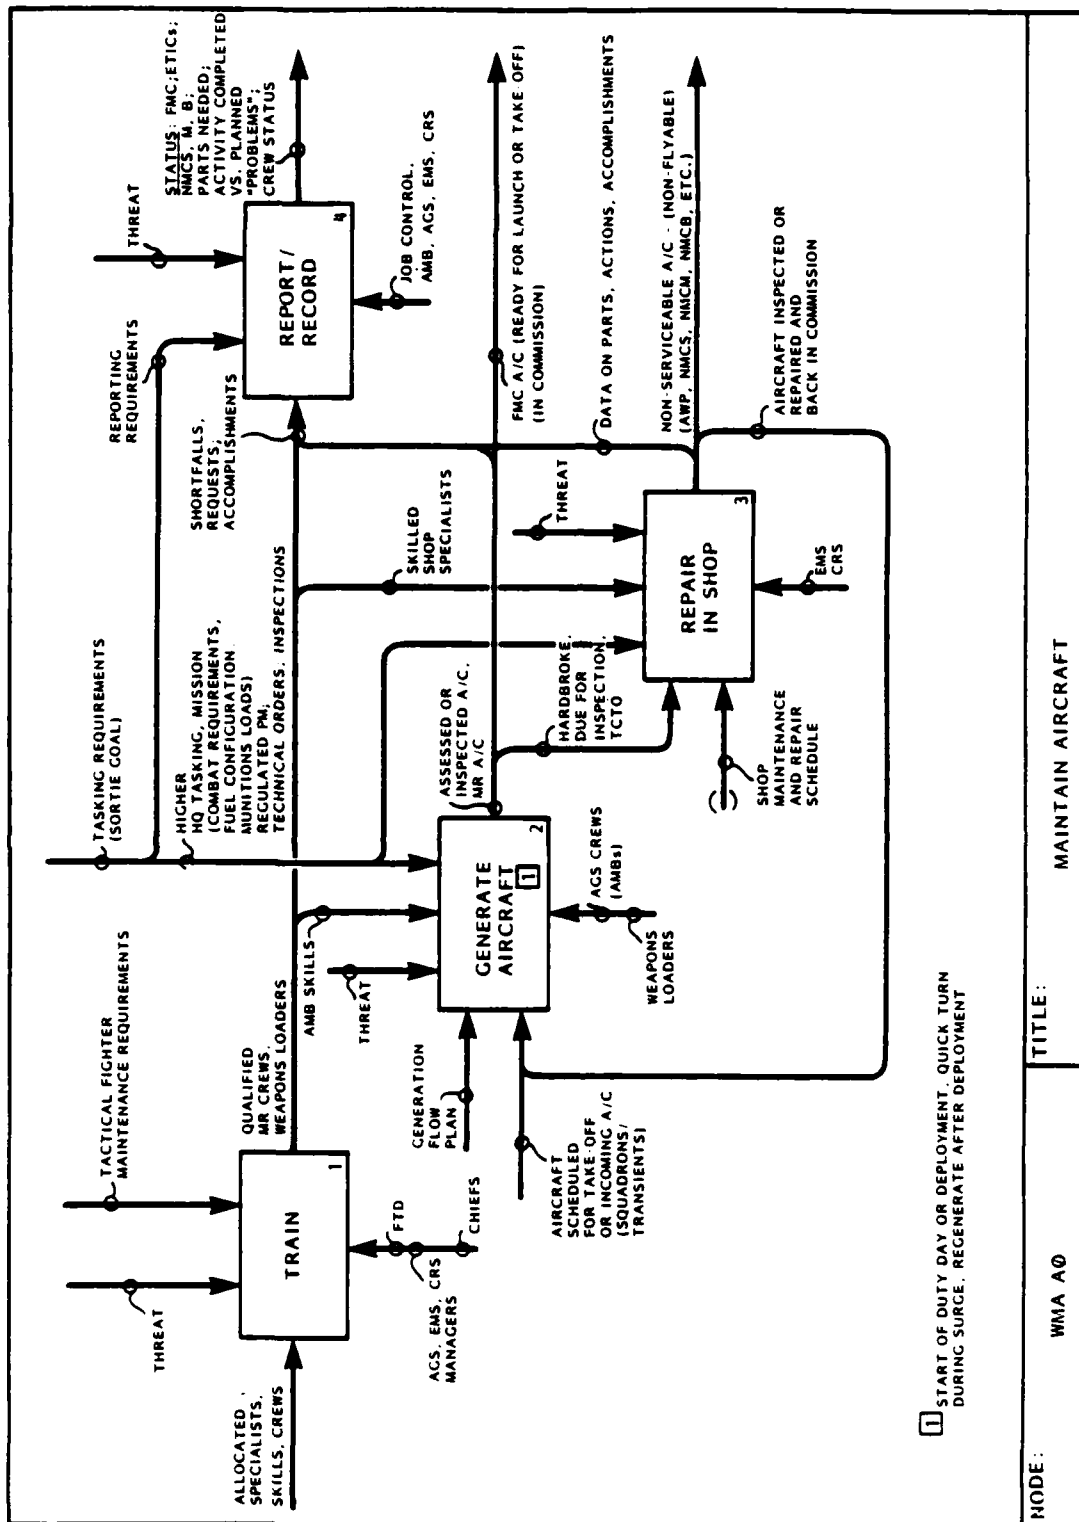 ALLOCATED
SPECIALISTS,
SKILLS, CREWS
THREAT
TACTICAL FIGHTER
MAINTENANCE REQUIREMENTS
TRAIN
1
FTD
AGS, EMS, CRS
MANAGERS
CHIEFS
QUALIFIED
MR CREWS,
WEAPONS LOADERS
TASKING REQUIREMENTS
(SORTIE GOAL)
HIGHER
HQ TASKING, MISSION
(COMBAT REQUIREMENTS,
FUEL CONFIGURATION
MUNITIONS LOADS)
REGULATED PM;
TECHNICAL ORDERS, INSPECTIONS
AMB SKILLS
THREAT
GENERATION
FLOW
PLAN
AIRCRAFT
SCHEDULED
FOR TAKE-OFF
OR INCOMING A/C
(SQUADRONS/
TRANSIENTS)
GENERATE
AIRCRAFT
1
2
AGS CREWS
(AMBs)
WEAPONS
LOADERS
ASSESSED OR
INSPECTED A/C,
MR A/C
HARDBROKE,
DUE FOR
INSPECTION,
TCTO
SKILLED
SHOP
SPECIALISTS
THREAT
SHOP
MAINTENANCE
AND REPAIR
SCHEDULE
REPAIR
IN SHOP
3
EMS
CRS
REPORTING
REQUIREMENTS
THREAT
SHORTFALLS,
REQUESTS,
ACCOMPLISHMENTS
REPORT/
RECORD
4
JOB CONTROL,
AMB, AGS, EMS, CRS
STATUS: FMC; ETICs;
NMCS, M, B;
PARTS NEEDED;
ACTIVITY COMPLETED
VS. PLANNED
"PROBLEMS";
CREW STATUS
FMC A/C (READY FOR LAUNCH OR TAKE OFF)
(IN COMMISSION)
DATA ON PARTS, ACTIONS, ACCOMPLISHMENTS
NON-SERVICEABLE A/C - (NON-FLYABLE)
(AWP, NMCS, NMCM, NMCB, ETC.)
AIRCRAFT INSPECTED OR
REPAIRED AND
BACK IN COMMISSION
1 START OF DUTY DAY OR DEPLOYMENT, QUICK TURN
DURING SURGE, REGENERATE AFTER DEPLOYMENT
NODE:
WMA AØ
TITLE:
MAINTAIN AIRCRAFT